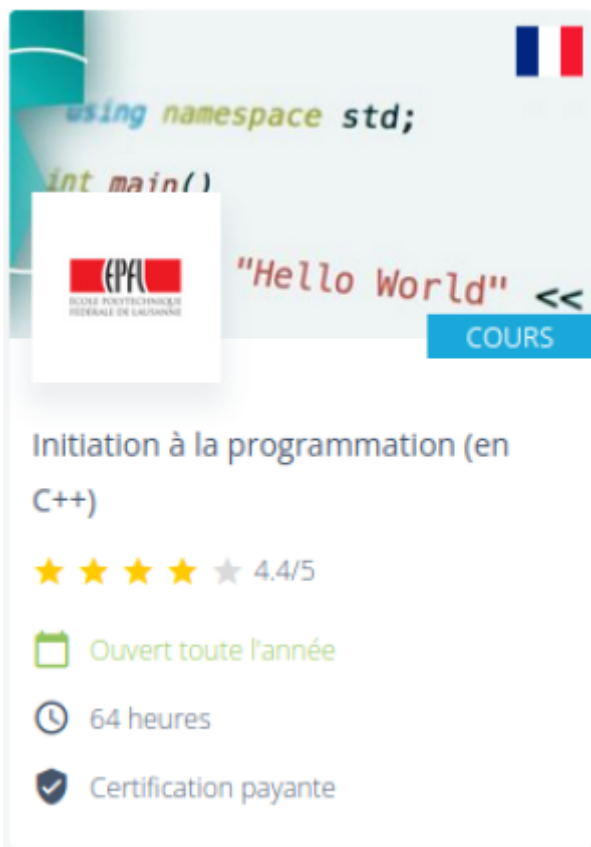 using namespace std;
int main()
"Hello World" <<
EPFL
ÉCOLE POLYTECHNIQUE
FÉDÉRALE DE LAUSANNE
COURS
Initiation à la programmation (en
C++)
4.4/5
Ouvert toute l'année
64 heures
Certification payante